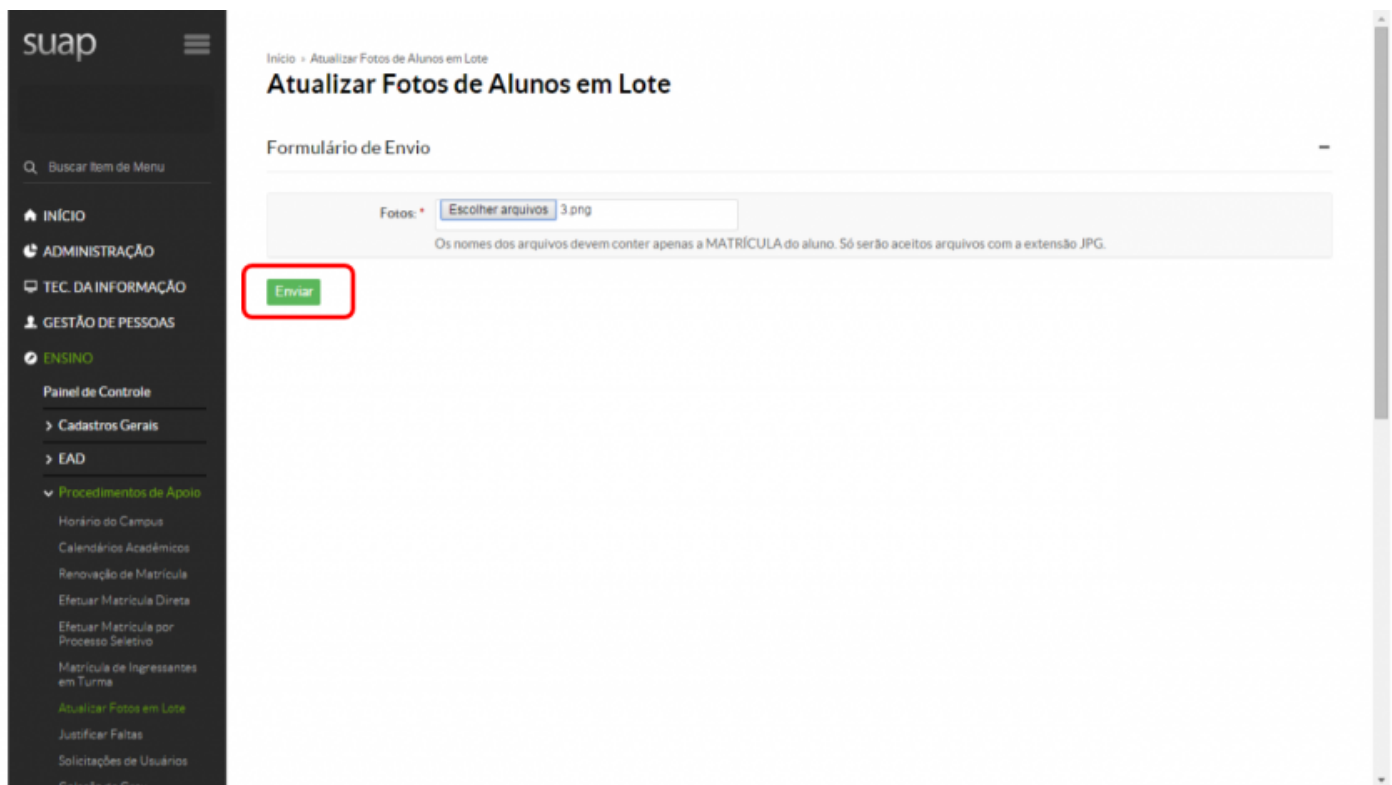 suap
Buscar Item de Menu
INÍCIO
ADMINISTRAÇÃO
TEC. DA INFORMAÇÃO
GESTÃO DE PESSOAS
ENSINO
Painel de Controle
Cadastros Gerais
EAD
Procedimentos de Apoio
Horário do Campus
Calendários Acadêmicos
Renovação de Matrícula
Efetuar Matrícula Direta
Efetuar Matrícula por
Processo Seletivo
Matrícula de Ingressantes
em Turma
Atualizar Fotos em Lote
Justificar Faltas
Solicitações de Usuários
Início › Atualizar Fotos de Alunos em Lote
Atualizar Fotos de Alunos em Lote
Formulário de Envio
Fotos: * Escolher arquivos 3.png
Os nomes dos arquivos devem conter apenas a MATRÍCULA do aluno. Só serão aceitos arquivos com a extensão JPG.
Enviar